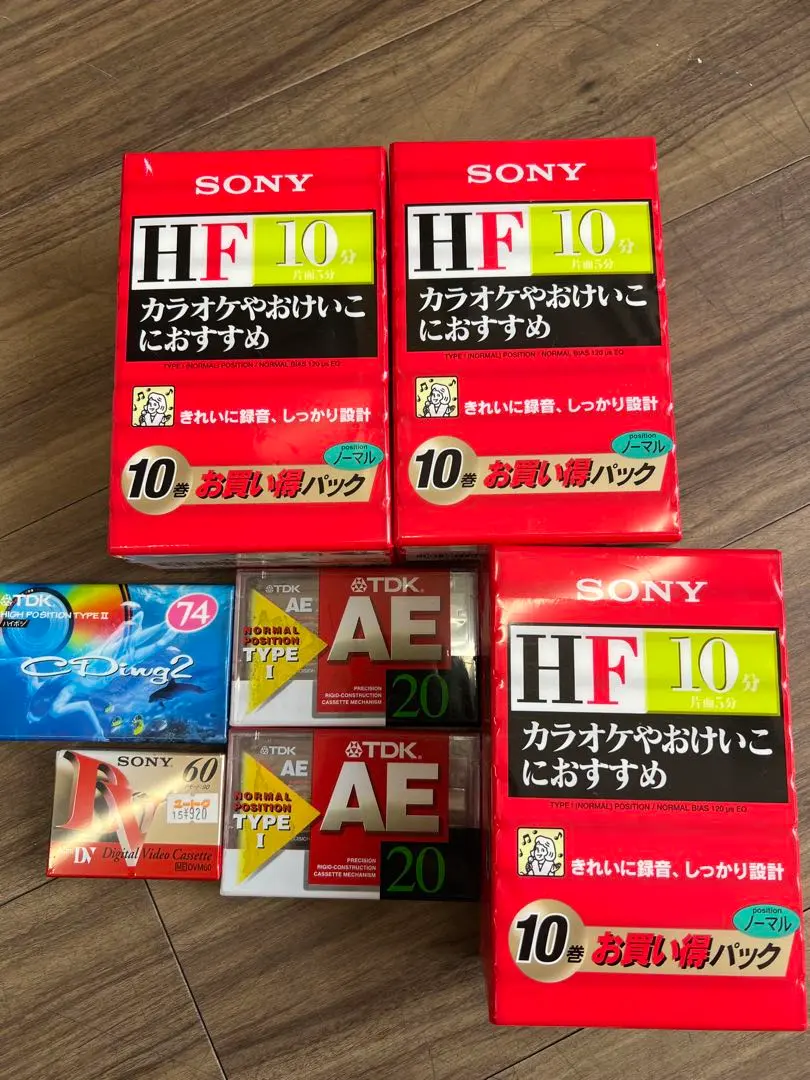 SONY
HF 10分
片面5分
カラオケやおけいこ
におすすめ
TYPE I (NORMAL) POSITION / NORMAL BIAS 120 μs EQ
きれいに録音、しっかり設計
position
ノーマル
10巻 お買い得パック
SONY
HF 10分
片面5分
カラオケやおけいこ
におすすめ
TYPE I (NORMAL) POSITION / NORMAL BIAS 120 μs EQ
きれいに録音、しっかり設計
position
ノーマル
10巻 お買い得パック
TDK
HIGH POSITION TYPE II
ハイポジ
74
CDing2
TDK
AE
NORMAL
POSITION
TYPE
I
TDK
AE
PRECISION
RIGID-CONSTRUCTION
CASSETTE MECHANISM
20
SONY
60
DV
Mini DV Digital Video Cassette
ME DVM60
15¥920
TDK
AE
NORMAL
POSITION
TYPE
I
TDK
AE
PRECISION
RIGID-CONSTRUCTION
CASSETTE MECHANISM
20
SONY
HF 10分
片面5分
カラオケやおけいこ
におすすめ
TYPE I (NORMAL) POSITION / NORMAL BIAS 120 μs EQ
きれいに録音、しっかり設計
position
ノーマル
10巻 お買い得パック